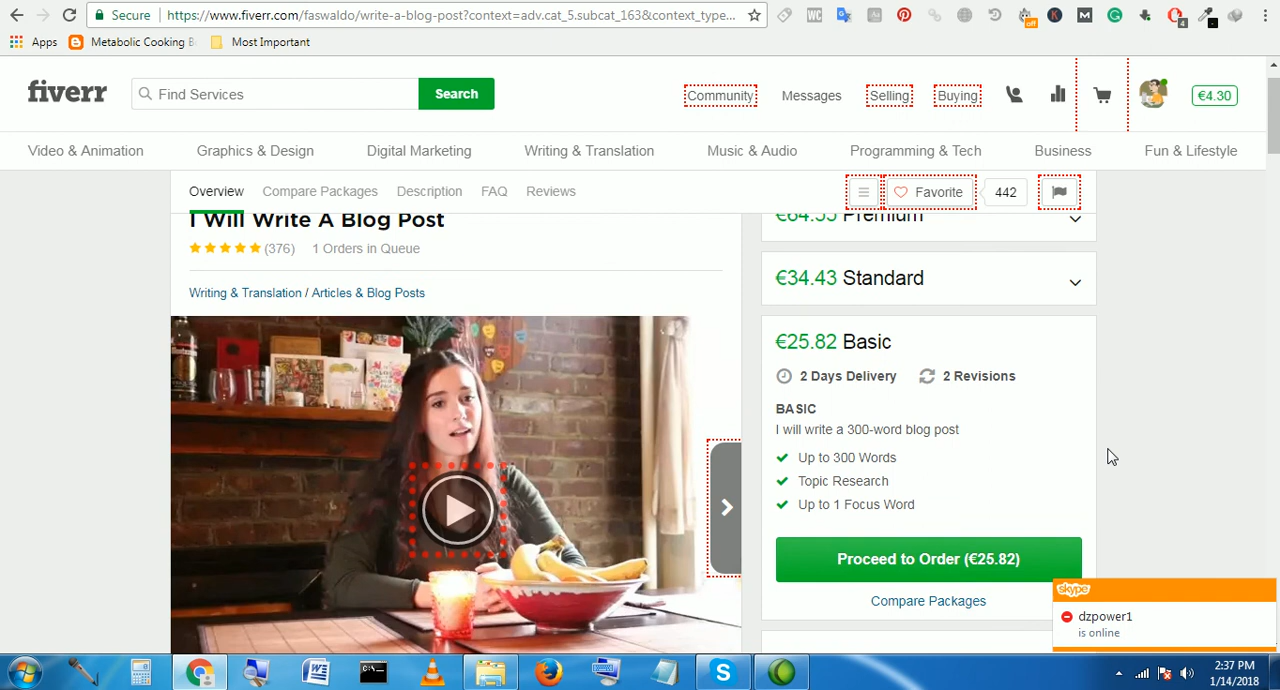 Secure
https://www.fiverr.com/faswaldo/write-a-blog-post?context=adv.cat_5.subcat_163&context_type...
Apps
Metabolic Cooking B
Most Important
fiverr
Find Services
Search
Community
Messages
Selling
Buying
€4.30
Video & Animation
Graphics & Design
Digital Marketing
Writing & Translation
Music & Audio
Programming & Tech
Business
Fun & Lifestyle
Overview
Compare Packages
Description
FAQ
Reviews
Favorite
442
I Will Write A Blog Post
(376)
1 Orders in Queue
Writing & Translation / Articles & Blog Posts
€64.55 Premium
€34.43 Standard
€25.82 Basic
2 Days Delivery
2 Revisions
BASIC
I will write a 300-word blog post
Up to 300 Words
Topic Research
Up to 1 Focus Word
Proceed to Order (€25.82)
Compare Packages
skype
dzpower1
is online
2:37 PM
1/14/2018